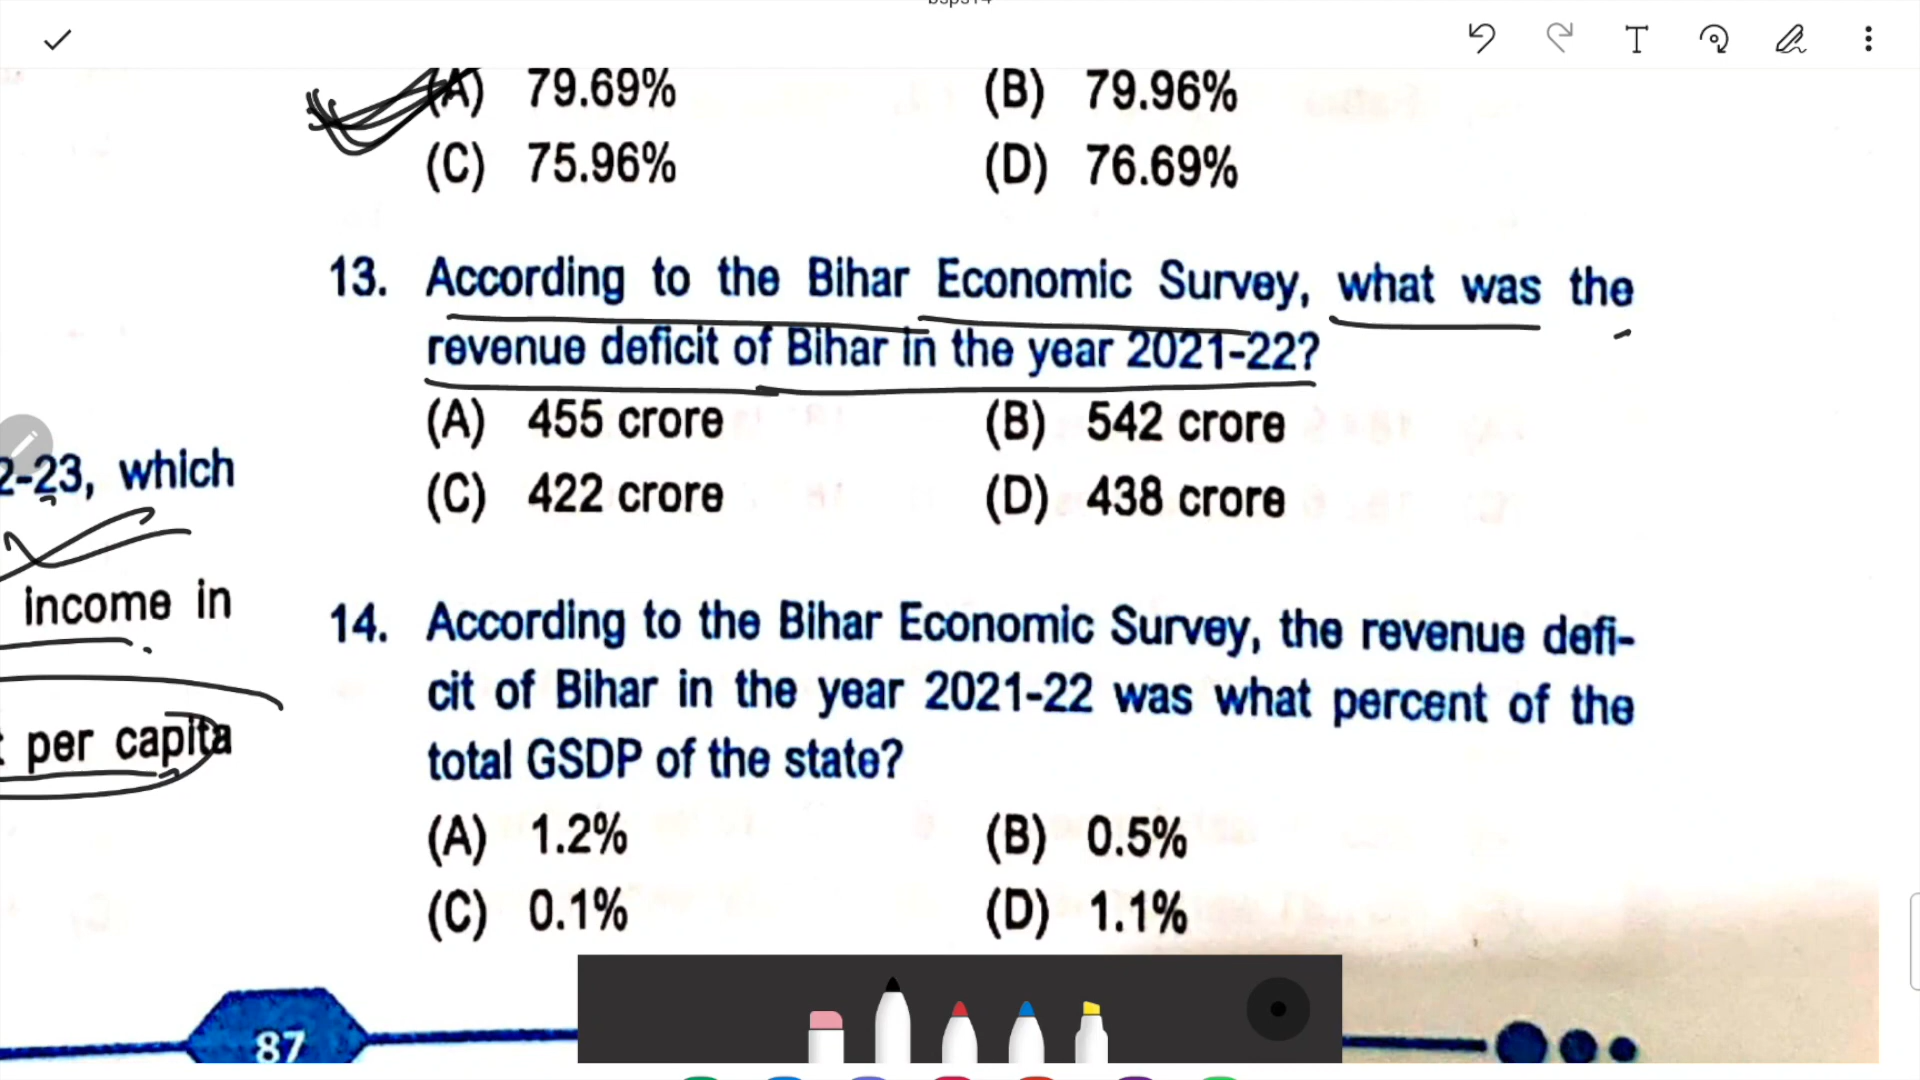 (A) 79.69% (B) 79.96%
(C) 75.96% (D) 76.69%
13. According to the Bihar Economic Survey, what was the
revenue deficit of Bihar in the year 2021-22?
(A) 455 crore (B) 542 crore
(C) 422 crore (D) 438 crore
2-23, which
income in
per capita
14. According to the Bihar Economic Survey, the revenue defi-
cit of Bihar in the year 2021-22 was what percent of the
total GSDP of the state?
(A) 1.2% (B) 0.5%
(C) 0.1% (D) 1.1%
87